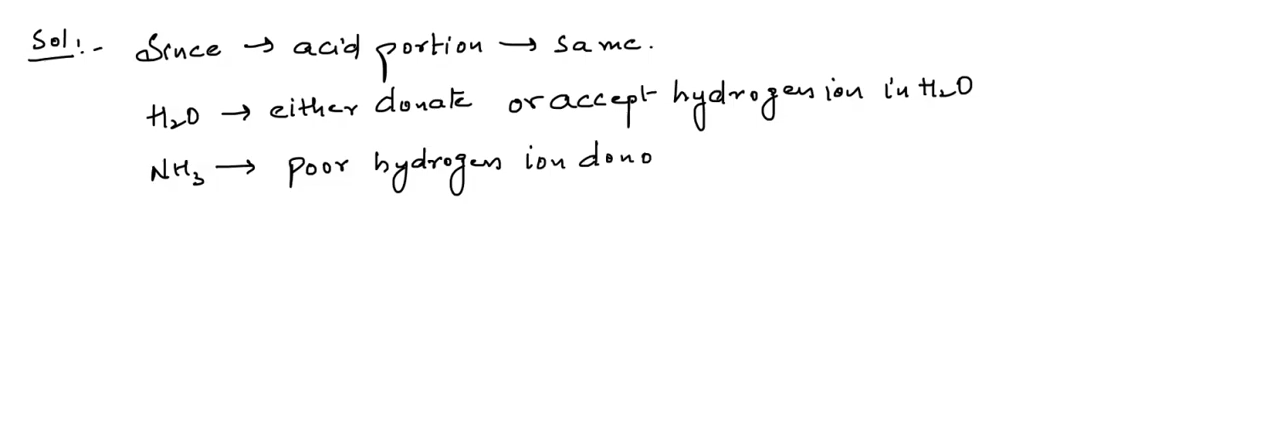 Sol:- Since → acid portion → same.
H₂O → either donate or accept hydrogen ion in H₂O
NH₃ → poor hydrogen ion dono